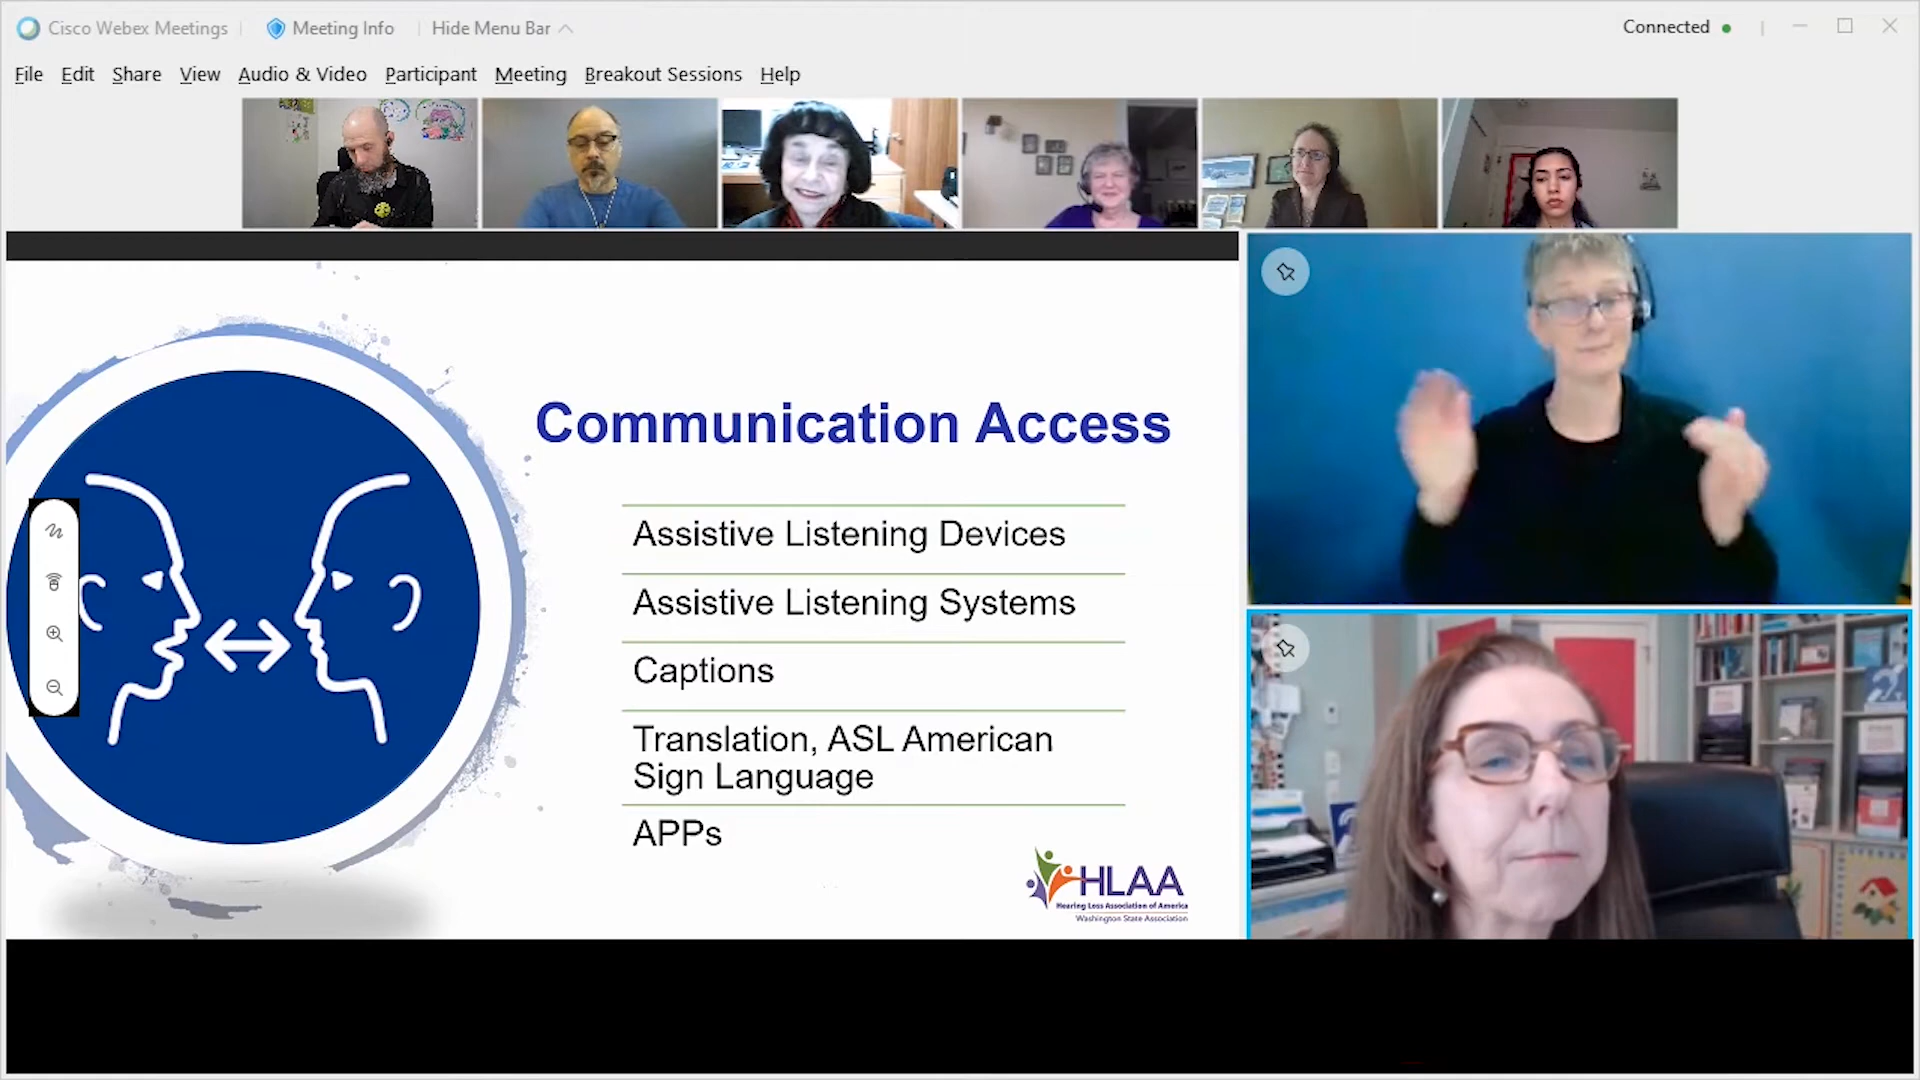 Cisco Webex Meetings
Meeting Info
Hide Menu Bar
Connected
File Edit Share View Audio & Video Participant Meeting Breakout Sessions Help
Communication Access
Assistive Listening Devices
Assistive Listening Systems
Captions
Translation, ASL American
Sign Language
APPs
HLAA
Hearing Loss Association of America
Washington State Association